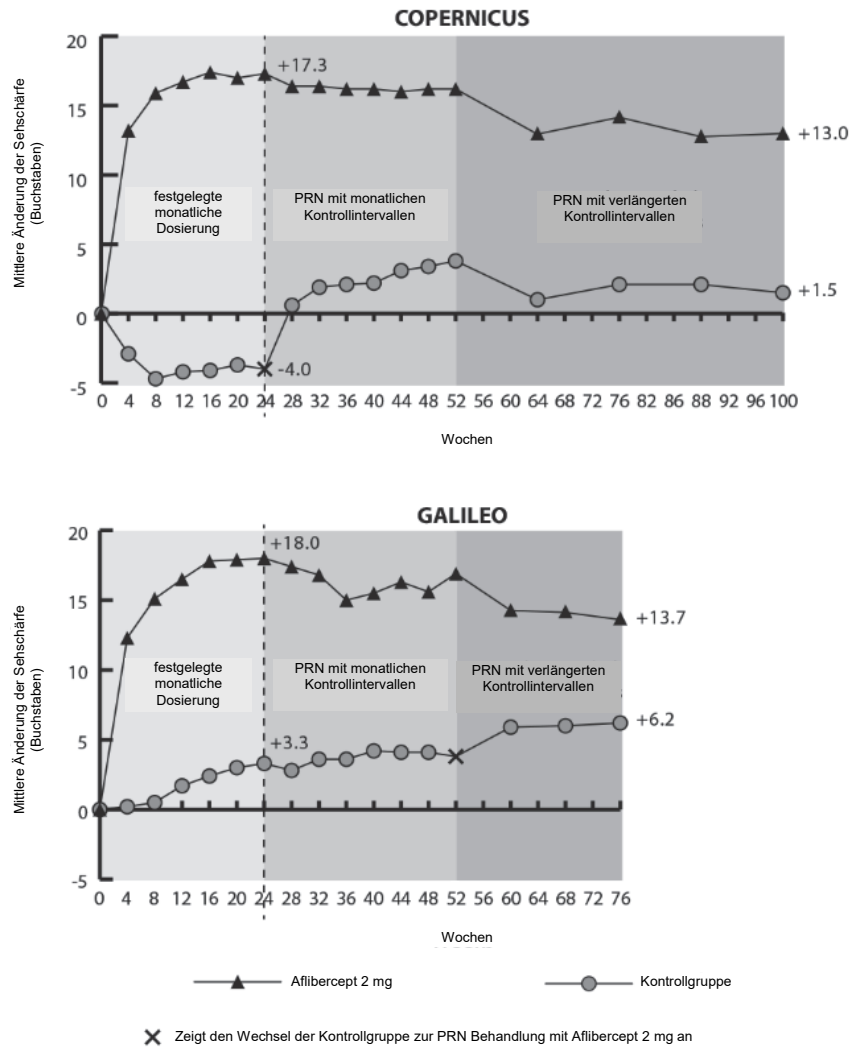 COPERNICUS
Mittlere Änderung der Sehschärfe
(Buchstaben)
20
15
10
5
0
-5
+17.3
+13.0
festgelegte
monatliche
Dosierung
PRN mit monatlichen
Kontrollintervallen
PRN mit verlängerten
Kontrollintervallen
+1.5
-4.0
0 4 8 12 16 20 24 28 32 36 40 44 48 52 56 60 64 68 72 76 82 86 88 92 96 100
Wochen
GALILEO
Mittlere Änderung der Sehschärfe
(Buchstaben)
20
15
10
5
0
-5
+18.0
+13.7
festgelegte
monatliche
Dosierung
PRN mit monatlichen
Kontrollintervallen
PRN mit verlängerten
Kontrollintervallen
+6.2
+3.3
0 4 8 12 16 20 24 28 32 36 40 44 48 52 56 60 64 68 72 76
Wochen
Aflibercept 2 mg
Kontrollgruppe
Zeigt den Wechsel der Kontrollgruppe zur PRN Behandlung mit Aflibercept 2 mg an